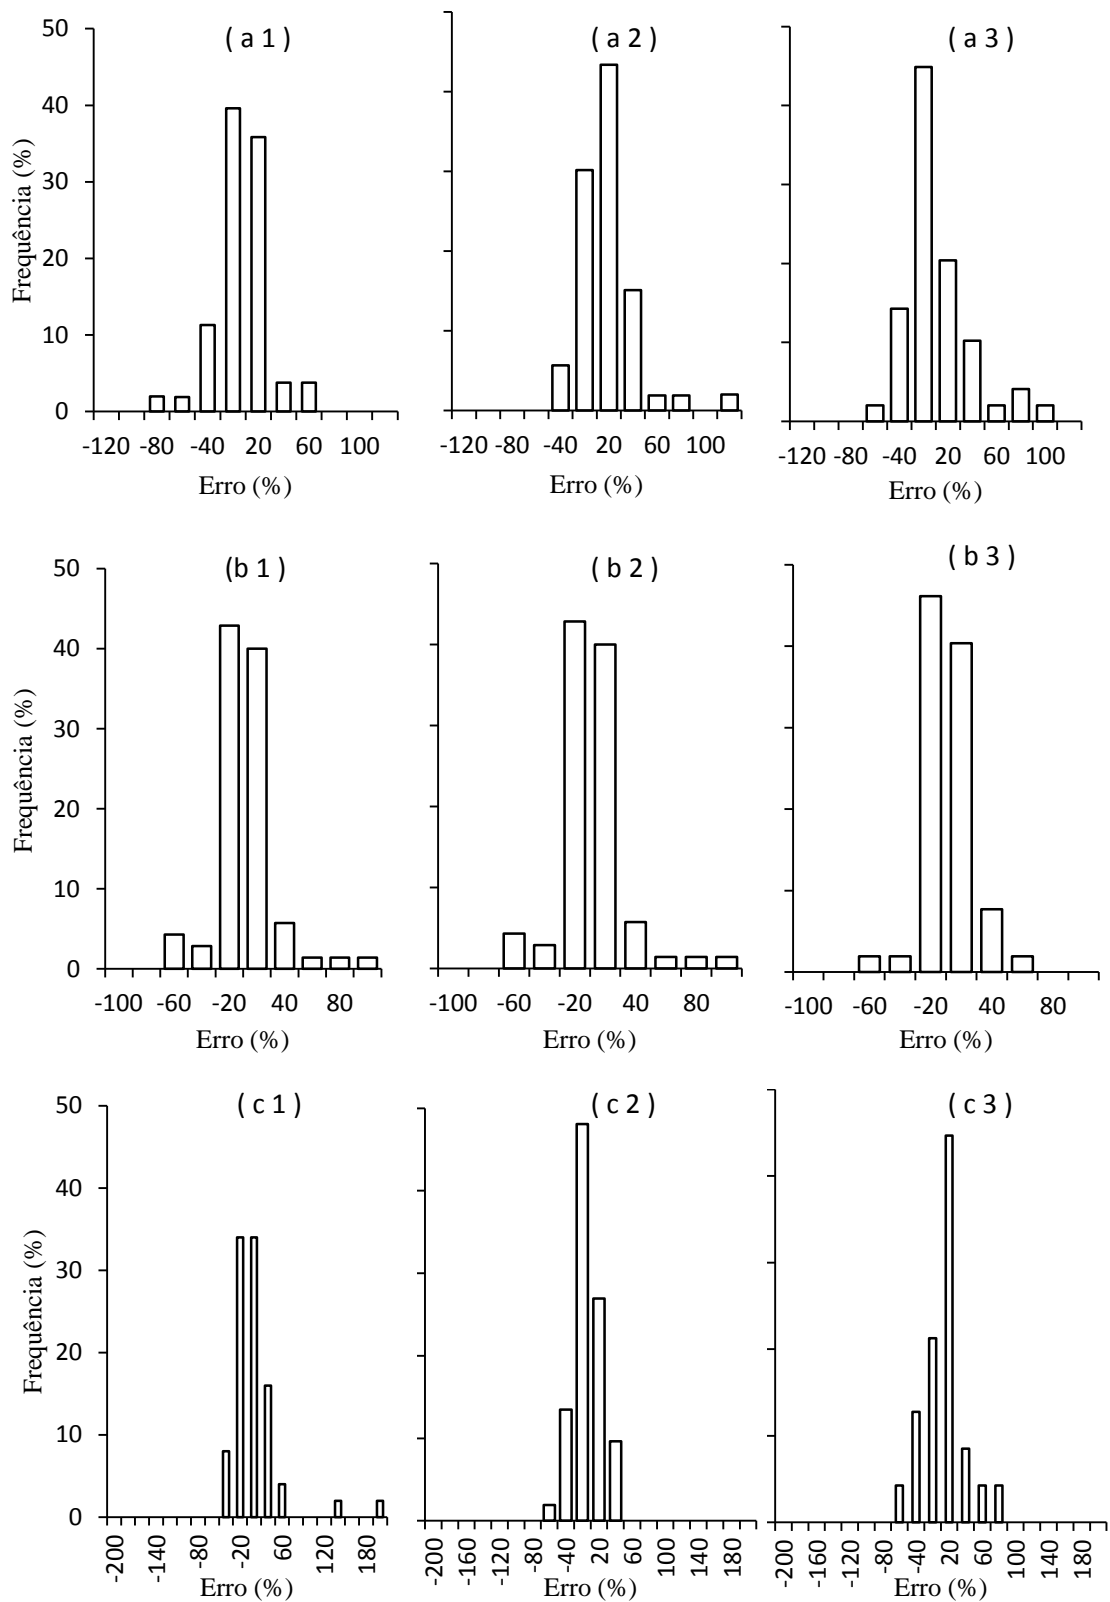 ( a 1 )
( a 2 )
( a 3 )
50
40
30
20
10
0
Frequência (%)
-120 -80 -40 20 60 100
-120 -80 -40 20 60 100
-120 -80 -40 20 60 100
Erro (%)
Erro (%)
Erro (%)
(b 1 )
( b 2 )
( b 3 )
50
40
30
20
10
0
Frequência (%)
-100 -60 -20 40 80
-100 -60 -20 40 80
-100 -60 -20 40 80
Erro (%)
Erro (%)
Erro (%)
( c 1 )
( c 2 )
( c 3 )
50
40
30
20
10
0
Frequência (%)
-200 -140 -80 -20 60 120 180
-200 -160 -120 -80 -40 20 60 100 140 180
-200 -160 -120 -80 -40 20 60 100 140 180
Erro (%)
Erro (%)
Erro (%)